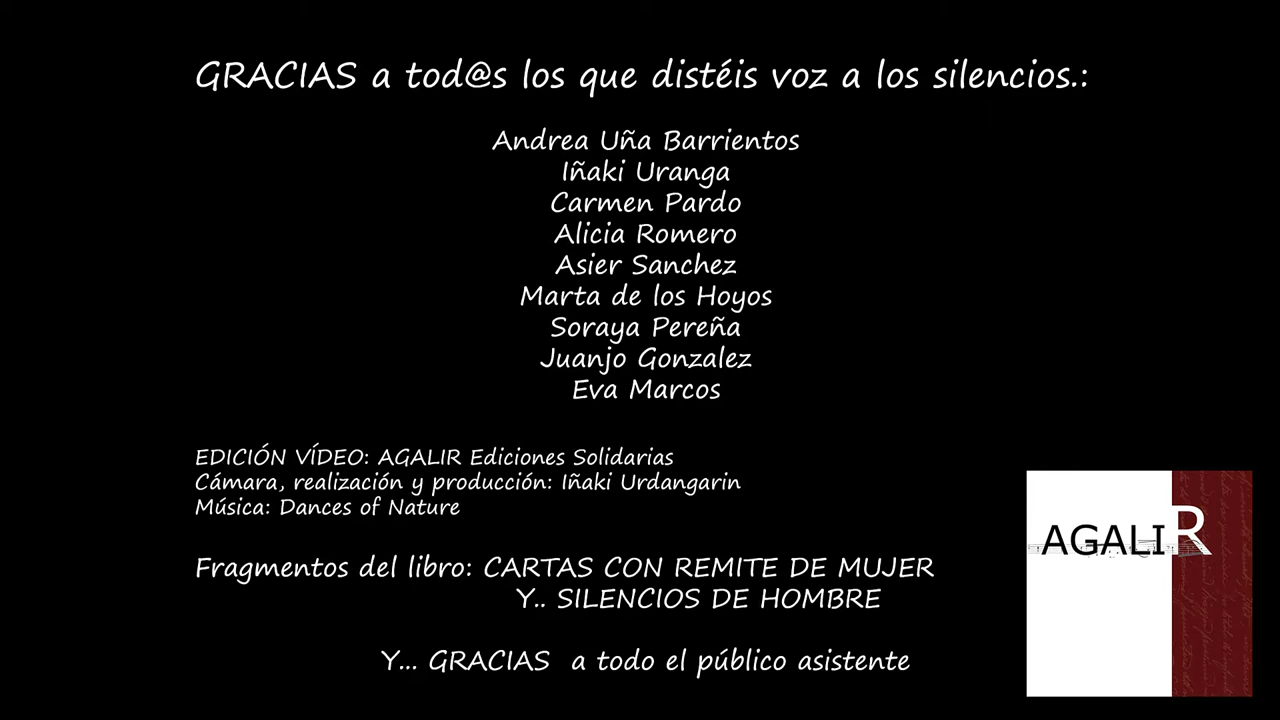 GRACIAS a tod@s los que distéis voz a los silencios.:
Andrea Uña Barrientos
Iñaki Uranga
Carmen Pardo
Alicia Romero
Asier Sanchez
Marta de los Hoyos
Soraya Pereña
Juanjo Gonzalez
Eva Marcos
EDICIÓN VÍDEO: AGALIR Ediciones Solidarias
Cámara, realización y producción: Iñaki Urdangarin
Música: Dances of Nature
Fragmentos del libro: CARTAS CON REMITE DE MUJER
Y.. SILENCIOS DE HOMBRE
Y... GRACIAS a todo el público asistente
AGALIR